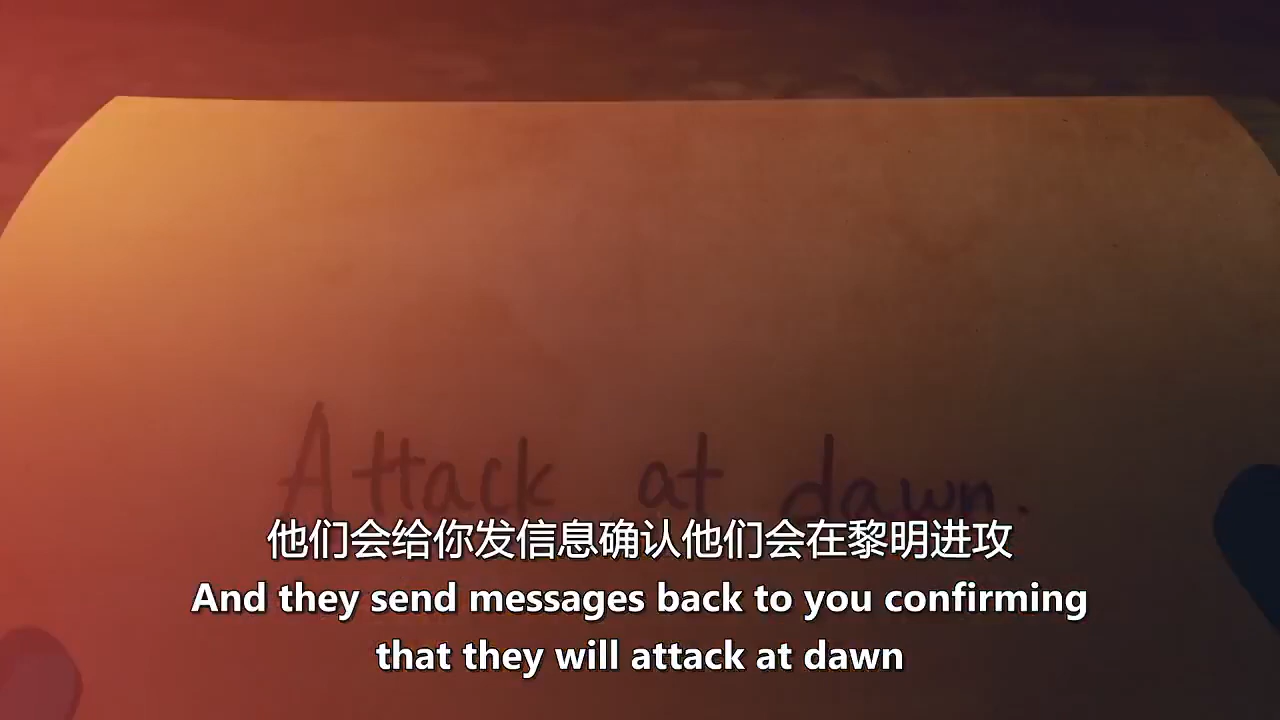 Attack at dawn.
他们会给你发信息确认他们会在黎明进攻
And they send messages back to you confirming
that they will attack at dawn